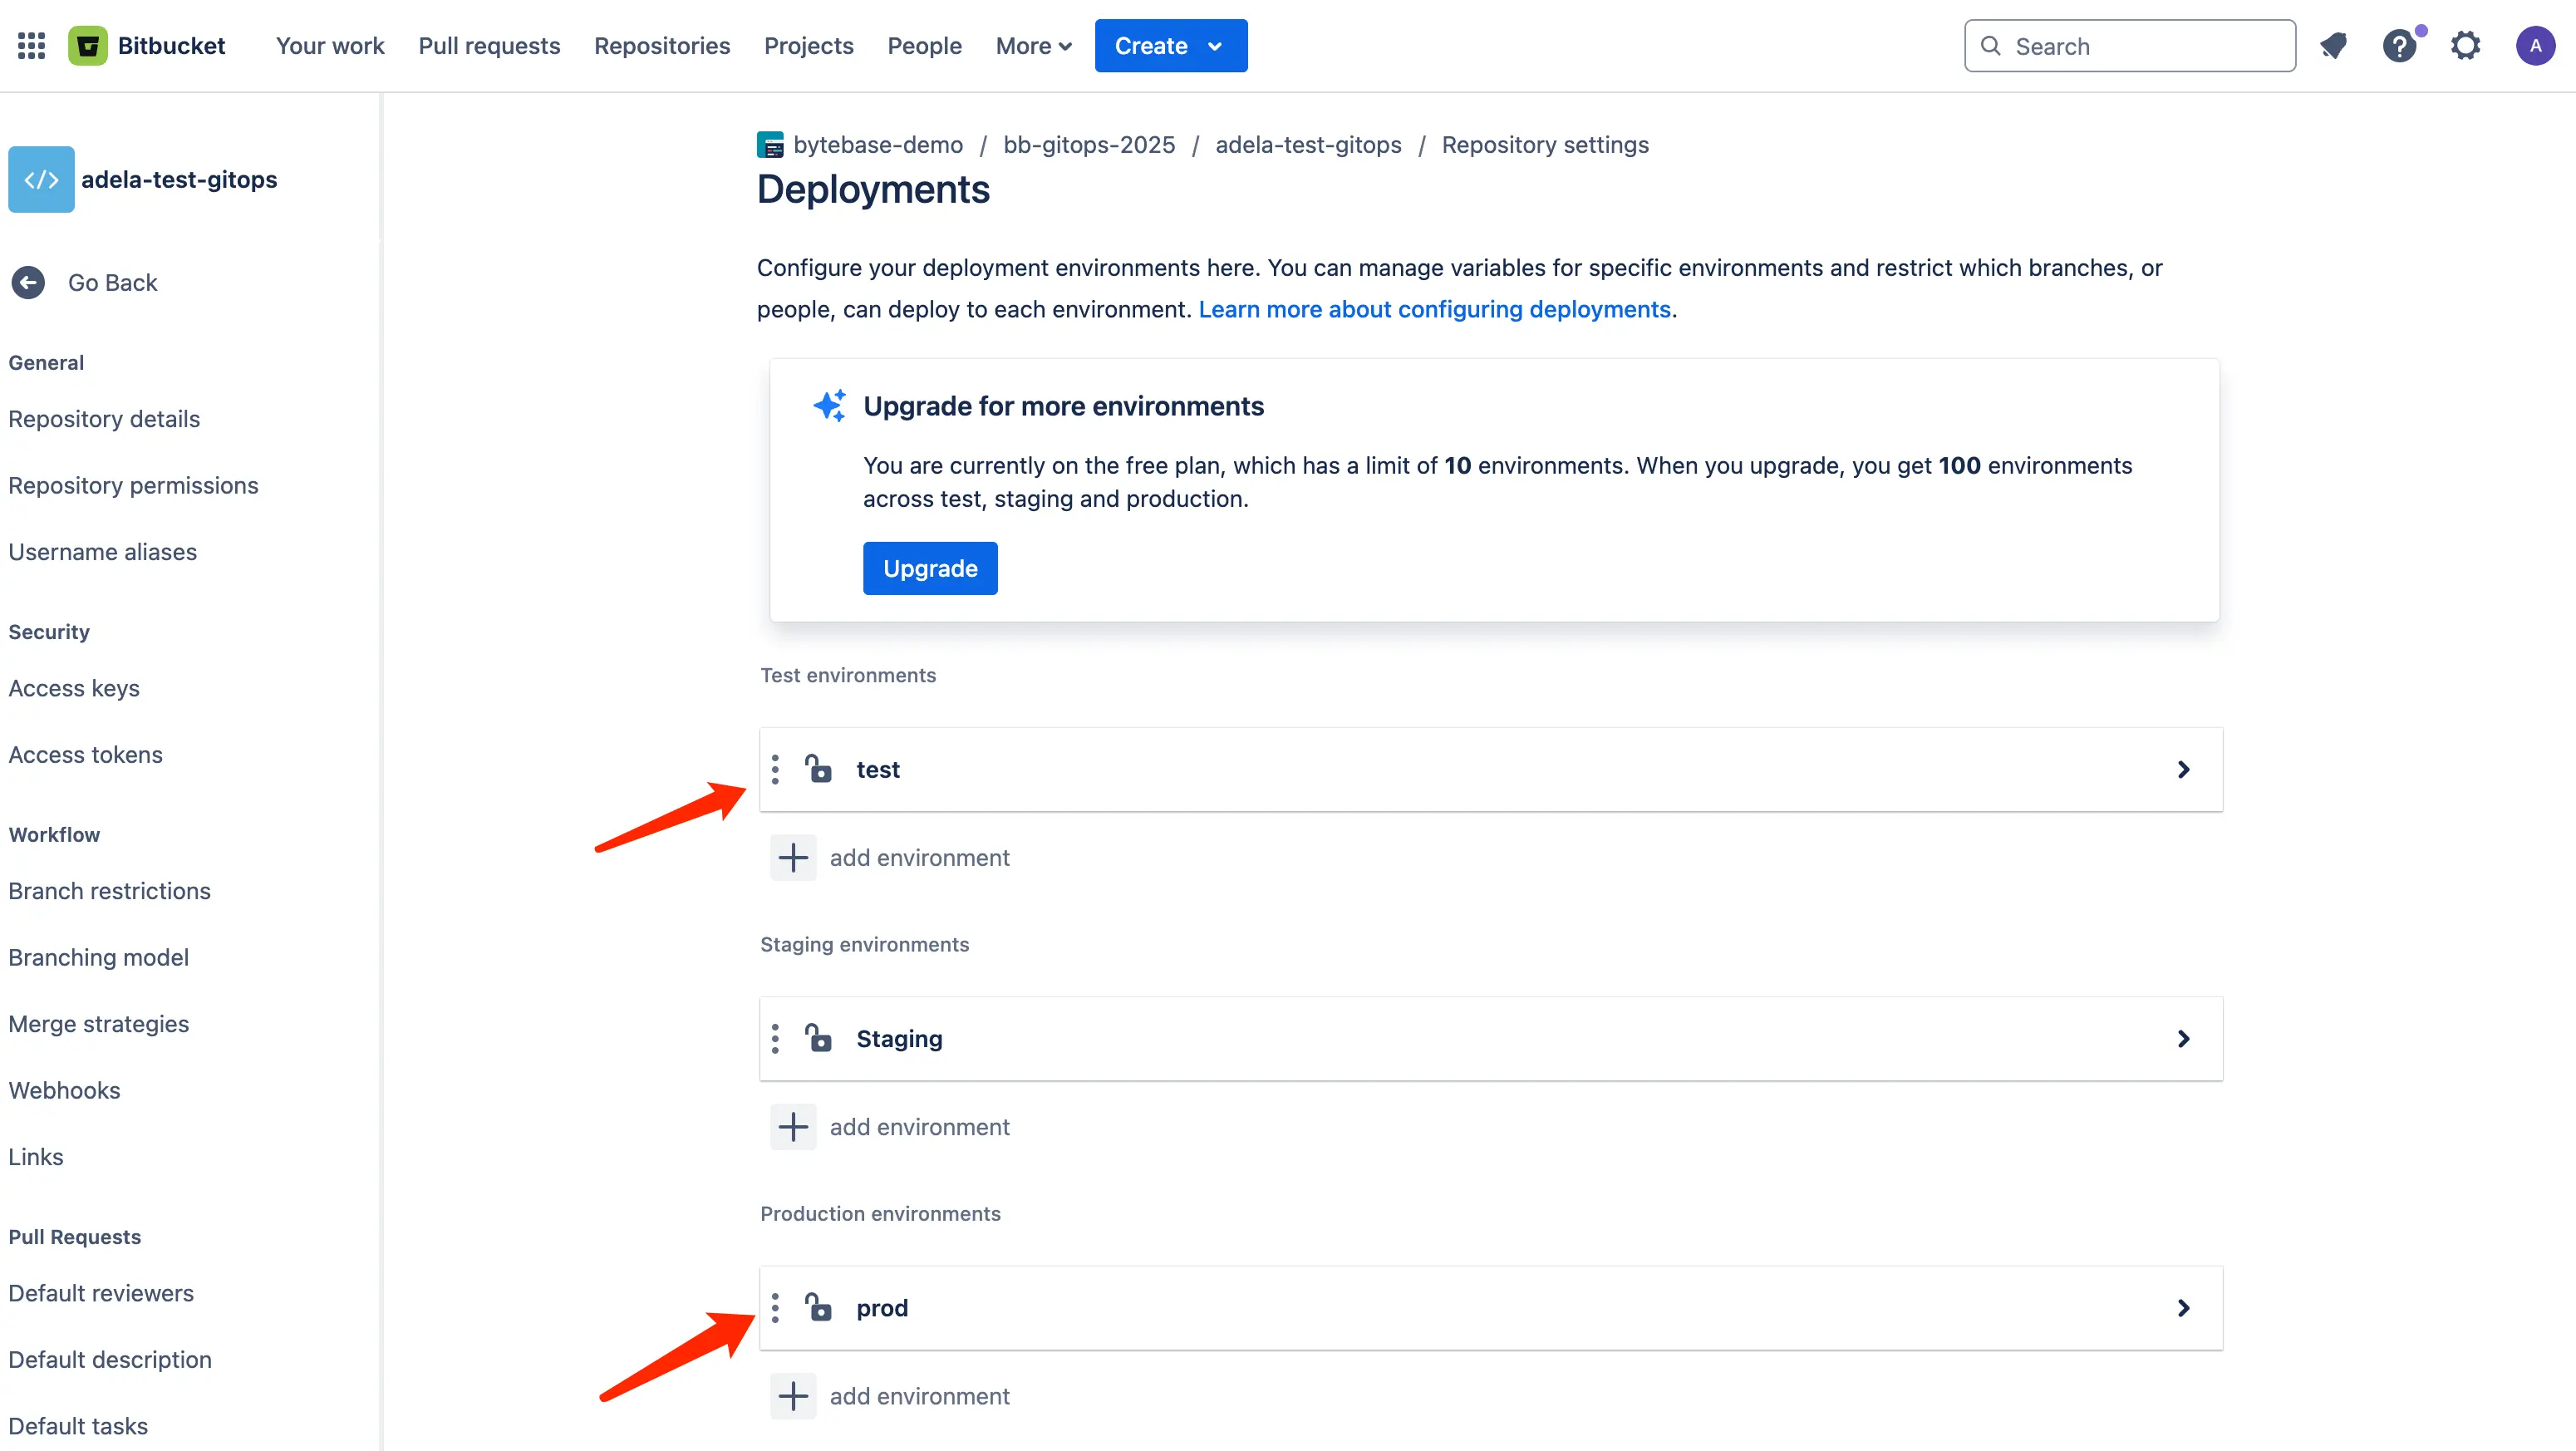 Bitbucket
Your work
Pull requests
Repositories
Projects
People
More
Create
Search
A
adela-test-gitops
Go Back
General
Repository details
Repository permissions
Username aliases
Security
Access keys
Access tokens
Workflow
Branch restrictions
Branching model
Merge strategies
Webhooks
Links
Pull Requests
Default reviewers
Default description
Default tasks
bytebase-demo / bb-gitops-2025 / adela-test-gitops / Repository settings
Deployments
Configure your deployment environments here. You can manage variables for specific environments and restrict which branches, or
people, can deploy to each environment. Learn more about configuring deployments.
Upgrade for more environments
You are currently on the free plan, which has a limit of 10 environments. When you upgrade, you get 100 environments
across test, staging and production.
Upgrade
Test environments
test
add environment
Staging environments
Staging
add environment
Production environments
prod
add environment